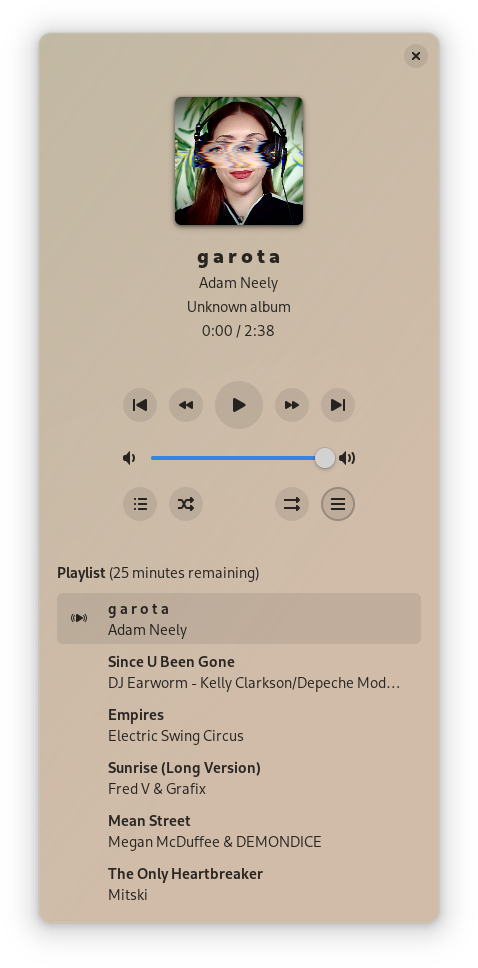 g a r o t a
Adam Neely
Unknown album
0:00 / 2:38
Playlist (25 minutes remaining)
g a r o t a
Adam Neely
Since U Been Gone
DJ Earworm - Kelly Clarkson/Depeche Mod…
Empires
Electric Swing Circus
Sunrise (Long Version)
Fred V & Grafix
Mean Street
Megan McDuffee & DEMONDICE
The Only Heartbreaker
Mitski